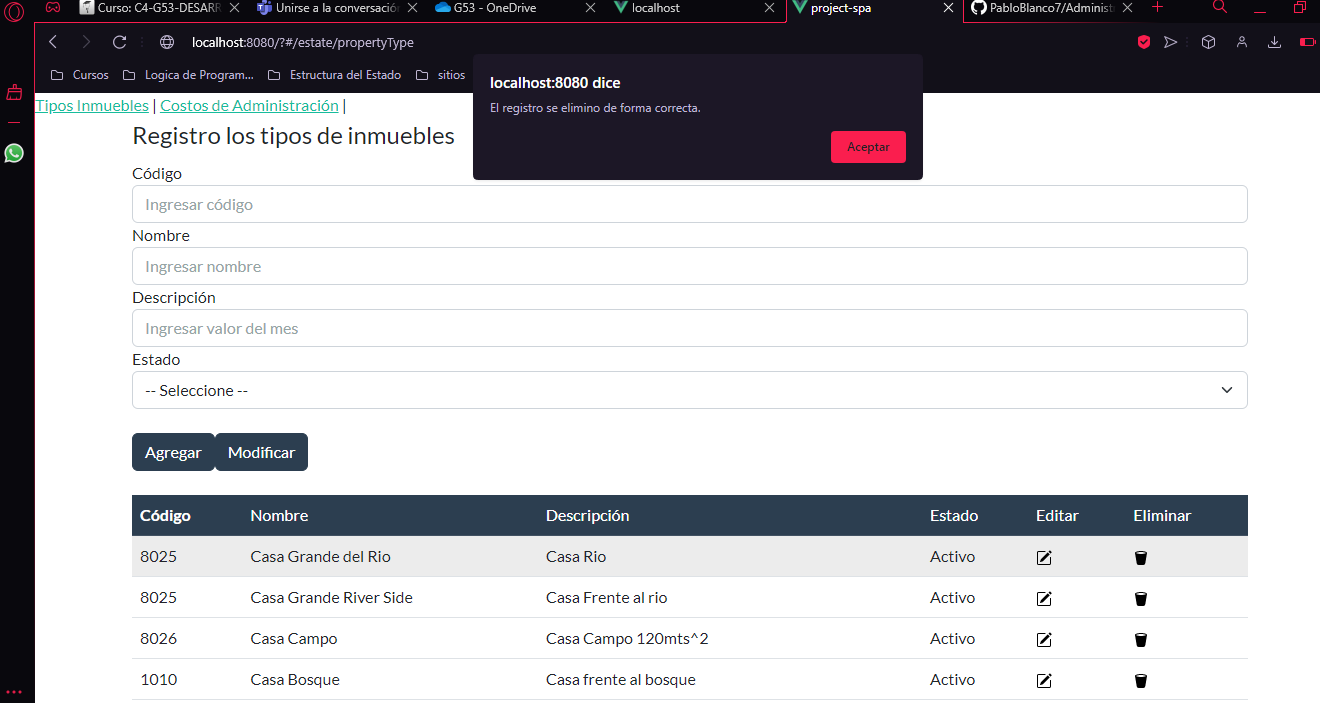 Curso: C4-G53-DESARR
Unirse a la conversació
G53 - OneDrive
localhost
project-spa
PabloBlanco7/Administ
localhost:8080/?#/estate/propertyType
Cursos
Logica de Program...
Estructura del Estado
sitios
localhost:8080 dice
El registro se elimino de forma correcta.
Aceptar
Tipos Inmuebles | Costos de Administración |
Registro los tipos de inmuebles
Código
Ingresar código
Nombre
Ingresar nombre
Descripción
Ingresar valor del mes
Estado
-- Seleccione --
Agregar Modificar
Código Nombre Descripción Estado Editar Eliminar
8025 Casa Grande del Rio Casa Rio Activo
8025 Casa Grande River Side Casa Frente al rio Activo
8026 Casa Campo Casa Campo 120mts^2 Activo
1010 Casa Bosque Casa frente al bosque Activo